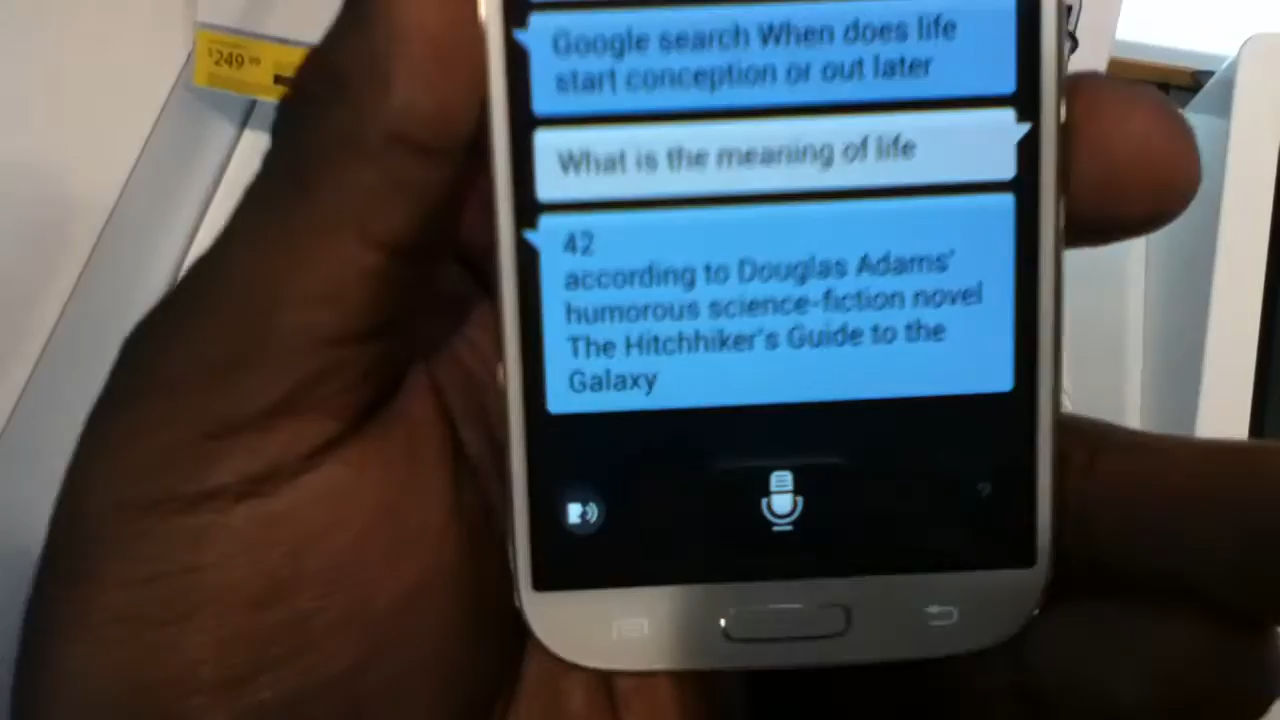 $249.99
Google search When does life
start conception or out later
What is the meaning of life
42
according to Douglas Adams'
humorous science-fiction novel
The Hitchhiker's Guide to the
Galaxy
?